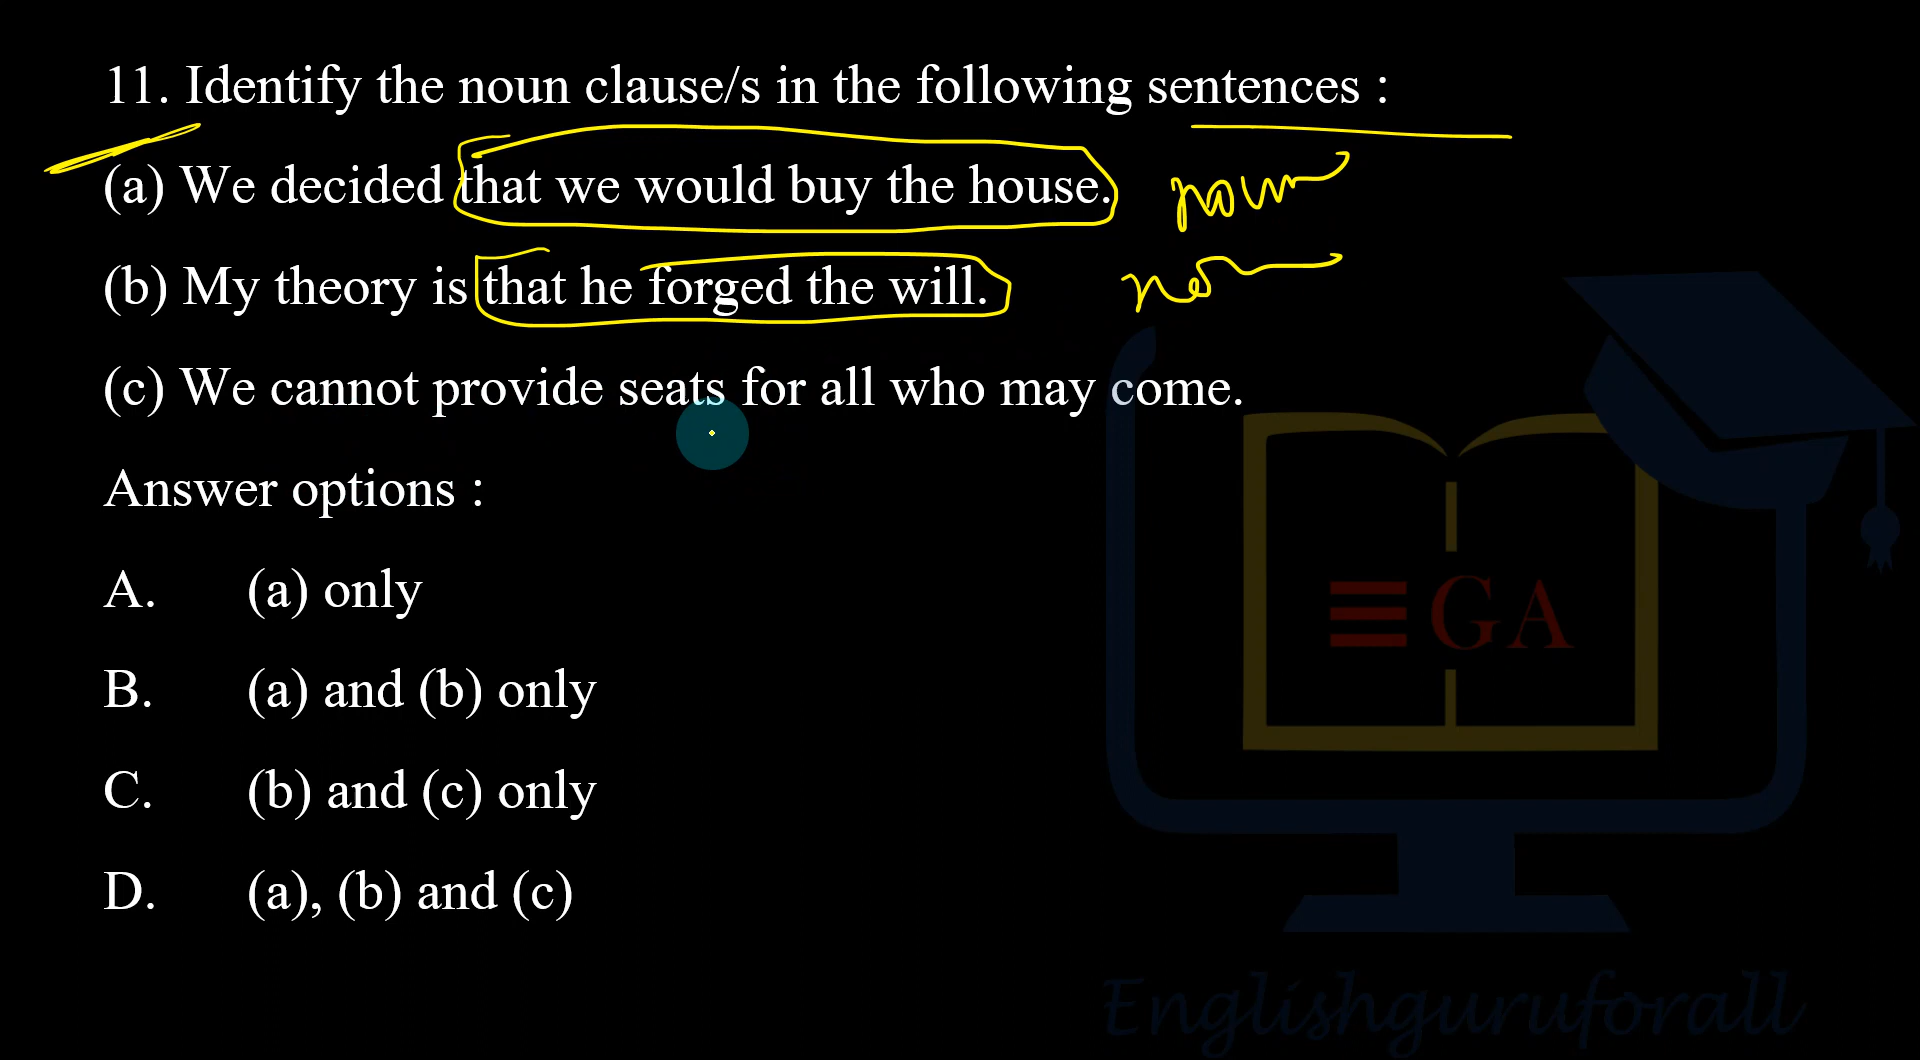 11. Identify the noun clause/s in the following sentences :
(a) We decided that we would buy the house. noun
(b) My theory is that he forged the will.
(c) We cannot provide seats for all who may come.
Answer options :
A. (a) only
B. (a) and (b) only
C. (b) and (c) only
D. (a), (b) and (c)
GA
Englishguruforall